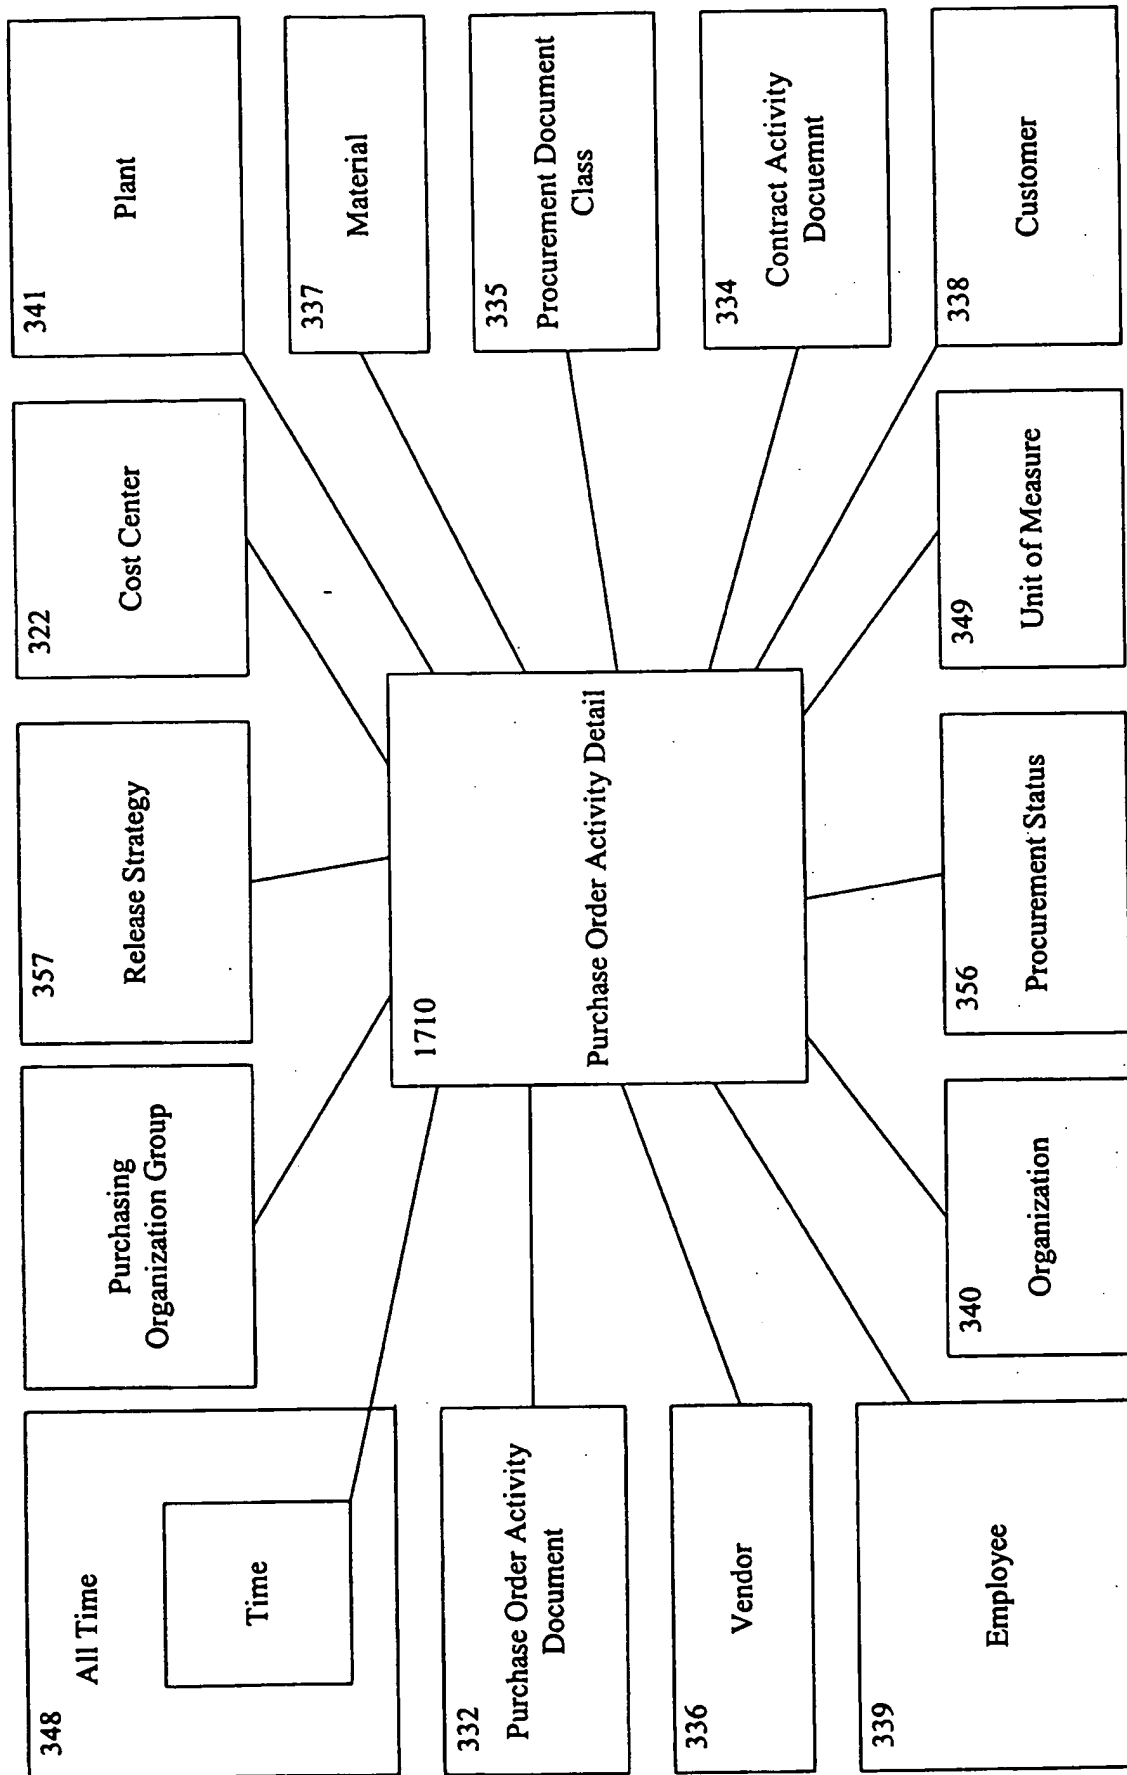 348
All Time
Time
Purchasing
Organization Group
357
Release Strategy
322
Cost Center
341
Plant
332
Purchase Order Activity
Document
1710
Purchase Order Activity Detail
337
Material
335
Procurement Document
Class
336
Vendor
334
Contract Activity
Docuemnt
339
Employee
340
Organization
356
Procurement Status
349
Unit of Measure
338
Customer